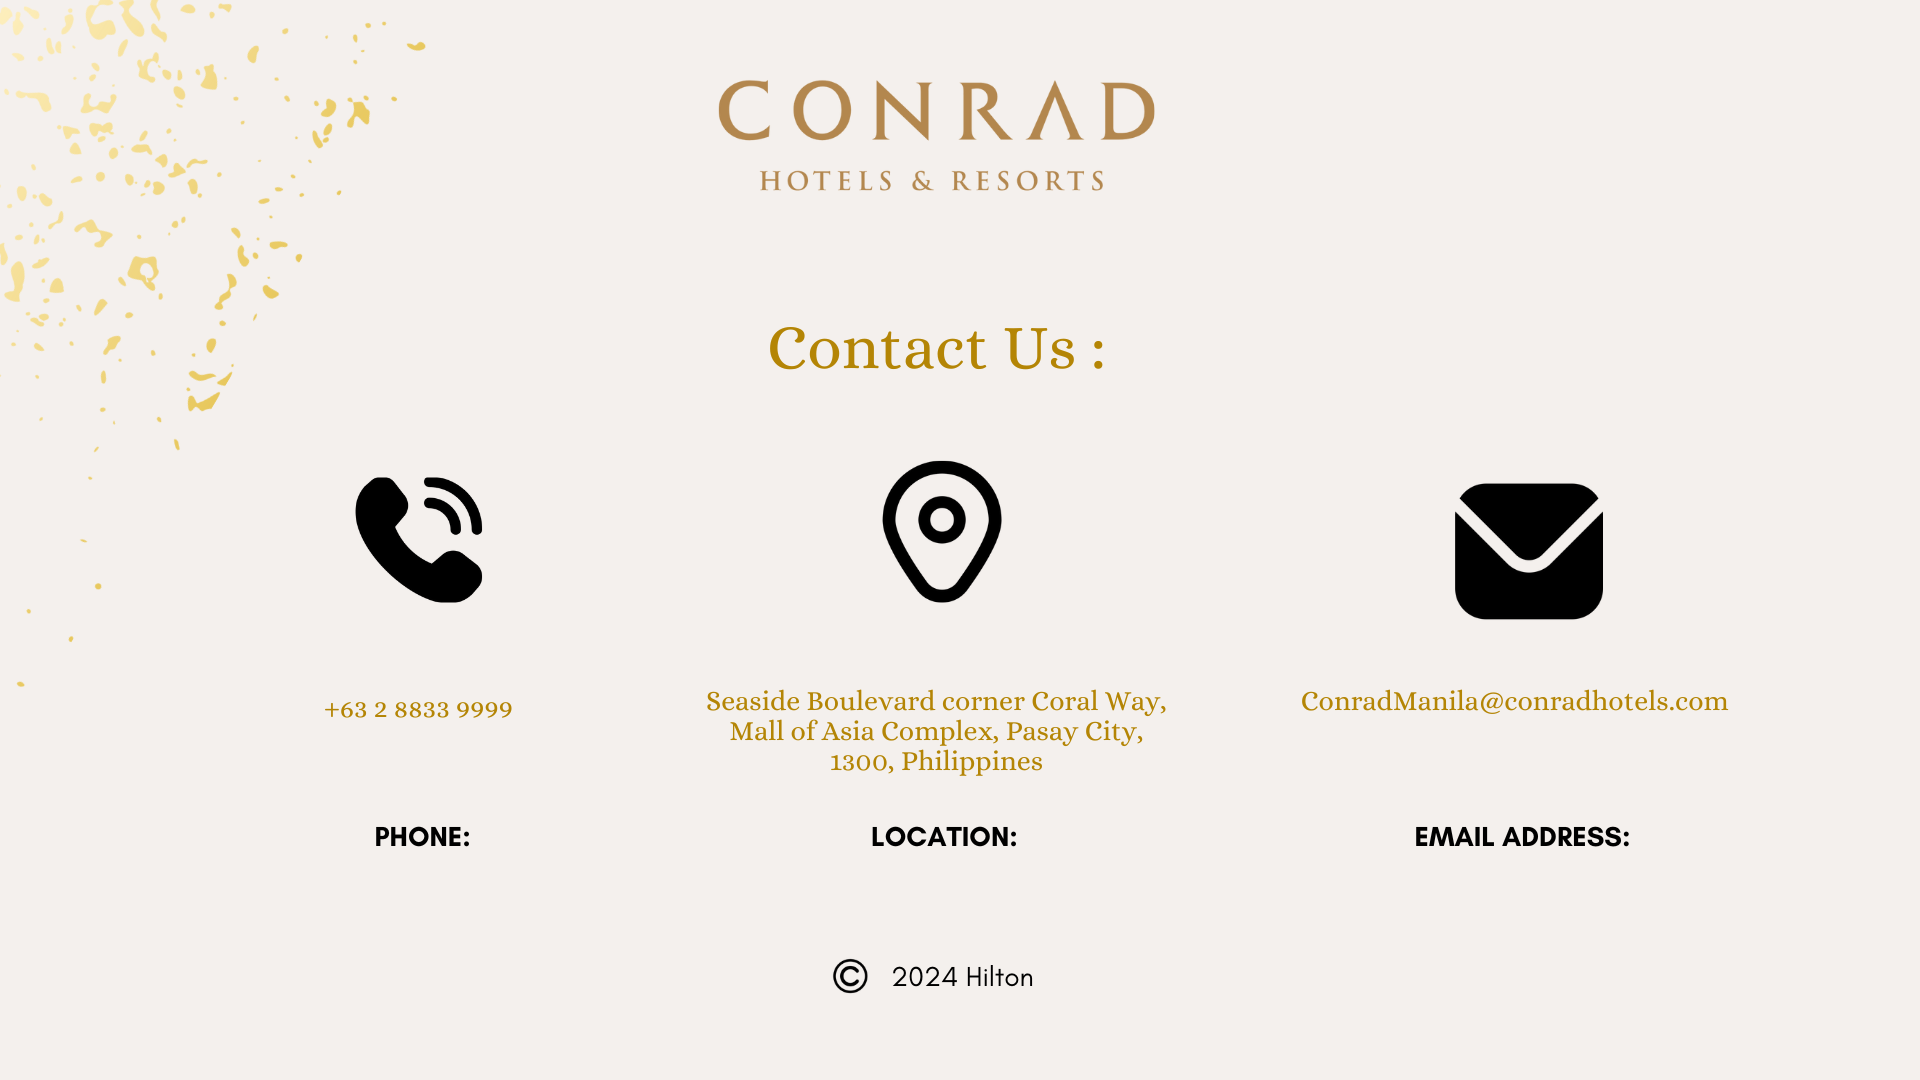 CONRAD
HOTELS & RESORTS
Contact Us :
+63 2 8833 9999
Seaside Boulevard corner Coral Way,
Mall of Asia Complex, Pasay City,
1300, Philippines
ConradManila@conradhotels.com
PHONE:
LOCATION:
EMAIL ADDRESS:
© 2024 Hilton